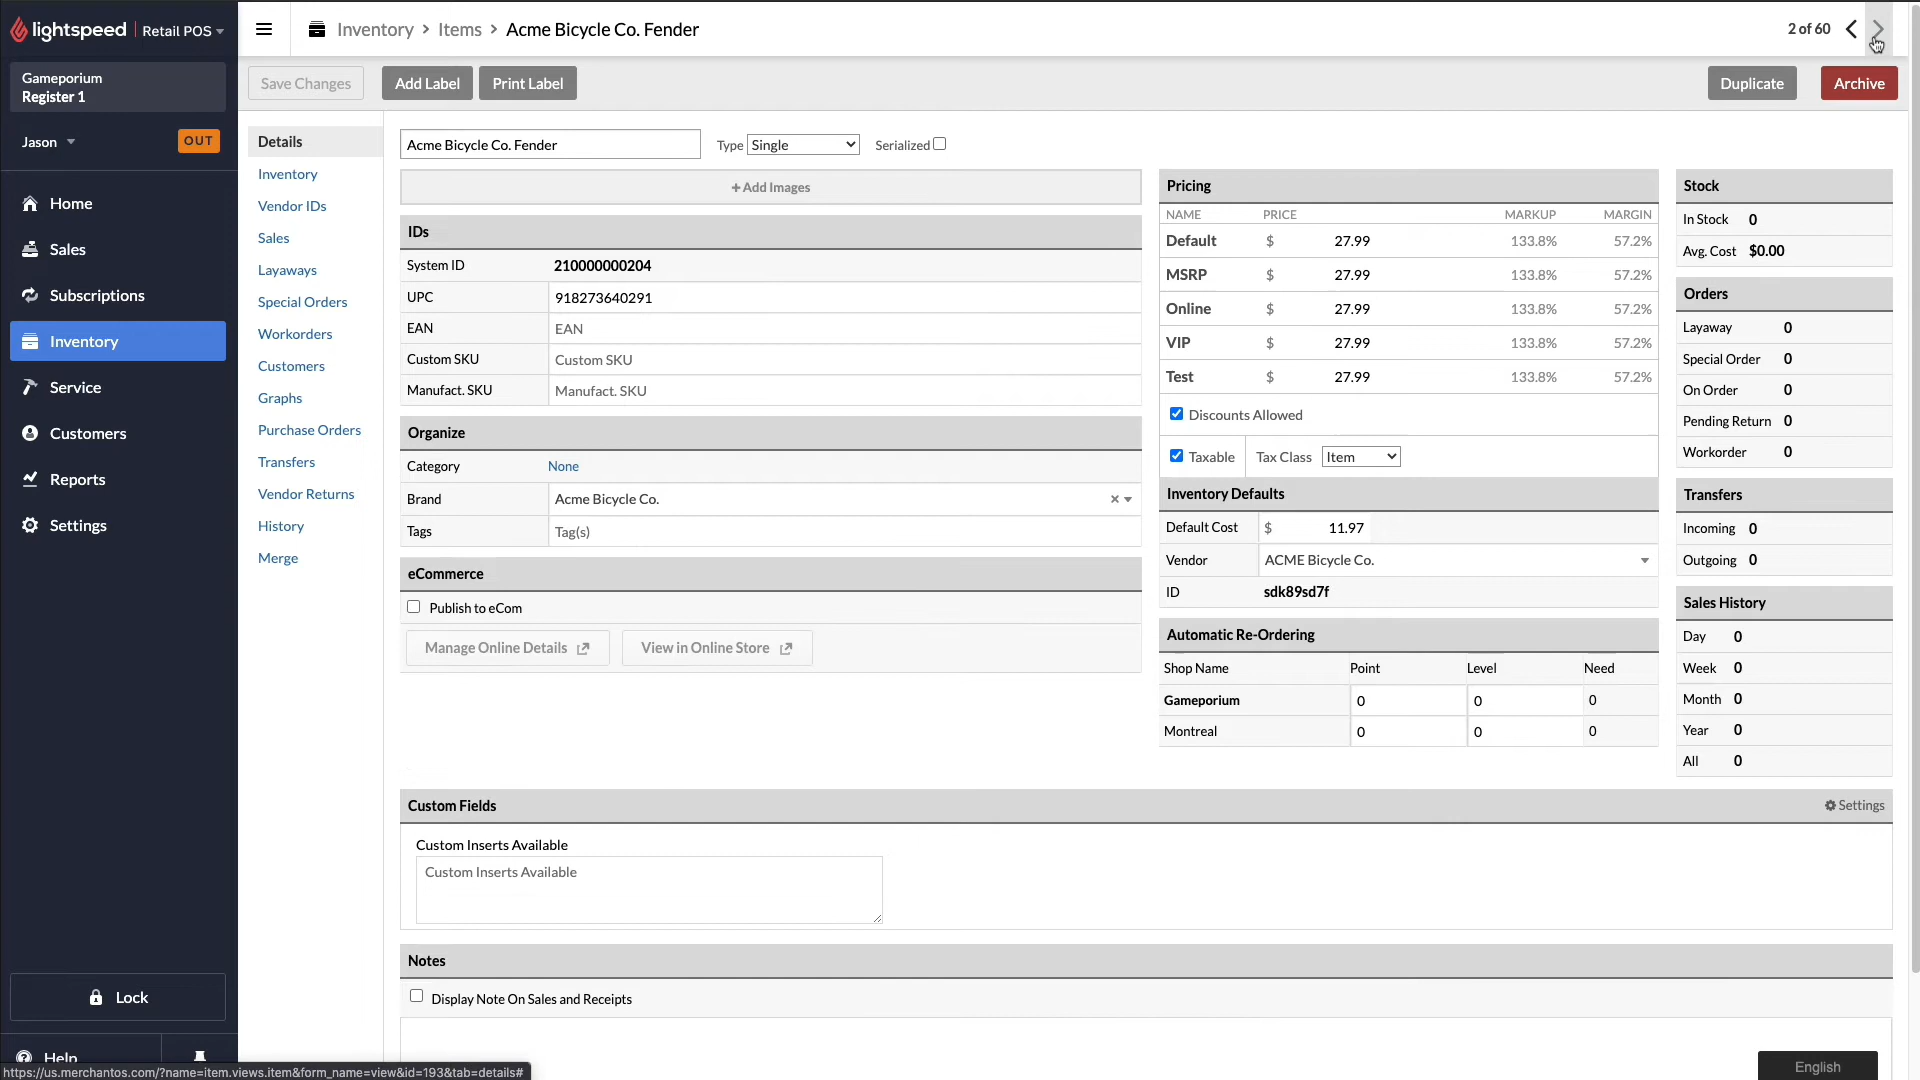 lightspeed Retail POS
Inventory Items Acme Bicycle Co. Fender
2 of 60
Gameporium
Register 1
Save Changes
Add Label
Print Label
Duplicate
Archive
Jason
OUT
Home
Sales
Subscriptions
Inventory
Service
Customers
Reports
Settings
Lock
Help
Details
Inventory
Vendor IDs
Sales
Layaways
Special Orders
Workorders
Customers
Graphs
Purchase Orders
Transfers
Vendor Returns
History
Merge
Acme Bicycle Co. Fender
Type Single
Serialized
+ Add Images
IDs
System ID 210000000204
UPC 918273640291
EAN EAN
Custom SKU Custom SKU
Manufact. SKU Manufact. SKU
Organize
Category None
Brand Acme Bicycle Co.
Tags Tag(s)
eCommerce
Publish to eCom
Manage Online Details
View in Online Store
Pricing
NAME PRICE MARKUP MARGIN
Default $ 27.99 133.8% 57.2%
MSRP $ 27.99 133.8% 57.2%
Online $ 27.99 133.8% 57.2%
VIP $ 27.99 133.8% 57.2%
Test $ 27.99 133.8% 57.2%
Discounts Allowed
Taxable Tax Class Item
Inventory Defaults
Default Cost $ 11.97
Vendor ACME Bicycle Co.
ID sdk89sd7f
Automatic Re-Ordering
Shop Name Point Level Need
Gameporium 0 0 0
Montreal 0 0 0
Stock
In Stock 0
Avg. Cost $0.00
Orders
Layaway 0
Special Order 0
On Order 0
Pending Return 0
Workorder 0
Transfers
Incoming 0
Outgoing 0
Sales History
Day 0
Week 0
Month 0
Year 0
All 0
Custom Fields
Settings
Custom Inserts Available
Custom Inserts Available
Notes
Display Note On Sales and Receipts
English
https://us.merchantos.com/?name=item.views.item&form_name=view&id=193&tab=details#